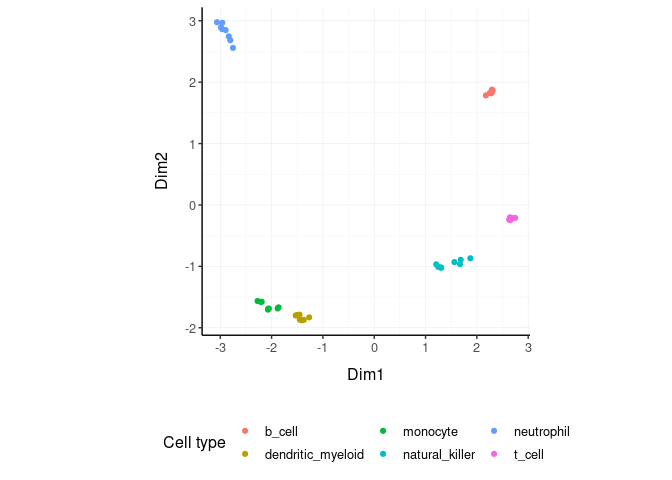 3
2
1
0
-1
-2
Dim2
-3 -2 -1 0 1 2 3
Dim1
Cell type
b_cell monocyte neutrophil
dendritic_myeloid natural_killer t_cell